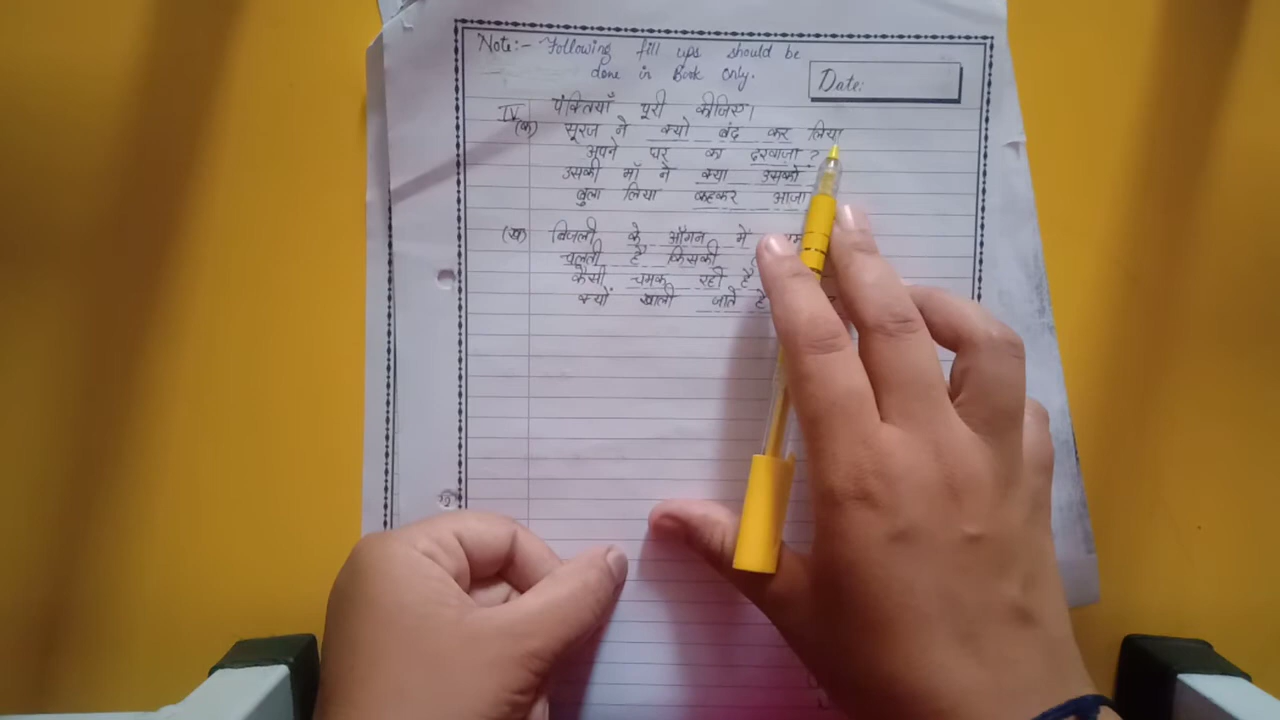 Note:- Following fill ups should be
done in Book only.
Date:
IV पंक्तियाँ पूरी कीजिए।
(क) सूरज ने क्यो बंद कर लिया
अपने घर का दरवाजा ?
उसकी माँ ने क्या उसको
बुला लिया कहकर आजा
(ख) बिजली के आँगन में
चलती है किसकी
कैसी चमक रही है
क्यों खाली जाते है ?